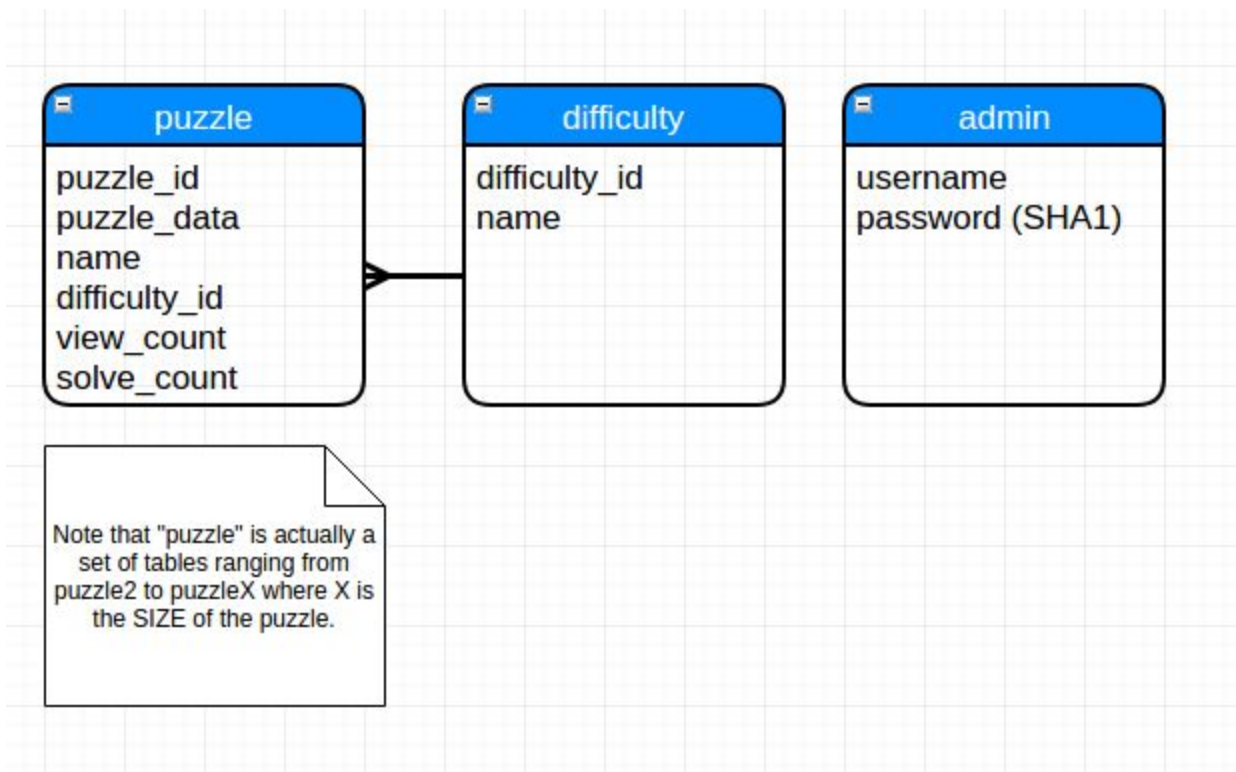 puzzle
puzzle_id
puzzle_data
name
difficulty_id
view_count
solve_count
difficulty
difficulty_id
name
admin
username
password (SHA1)
Note that "puzzle" is actually a
set of tables ranging from
puzzle2 to puzzleX where X is
the SIZE of the puzzle.